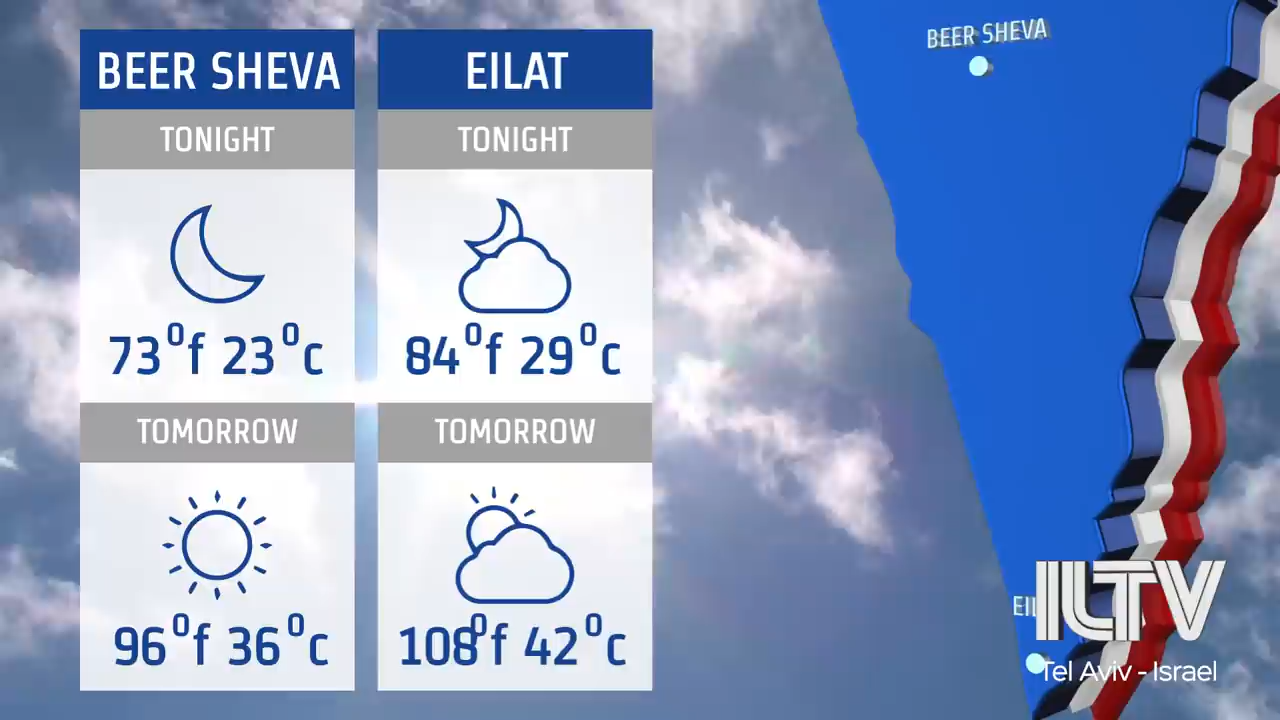 BEER SHEVA
TONIGHT
73°f 23°c
TOMORROW
96°f 36°c
EILAT
TONIGHT
84°f 29°c
TOMORROW
108°f 42°c
BEER SHEVA
ILTV
Tel Aviv - Israel